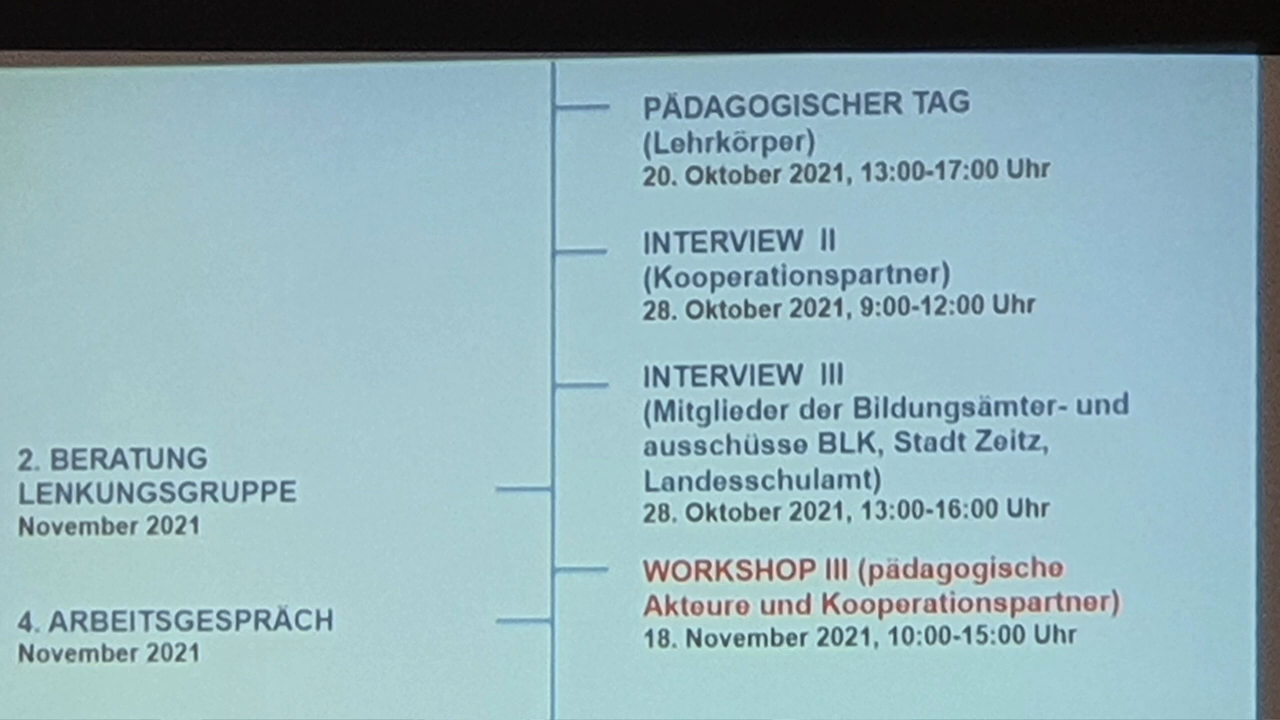 PÄDAGOGISCHER TAG
(Lehrkörper)
20. Oktober 2021, 13:00-17:00 Uhr
INTERVIEW II
(Kooperationspartner)
28. Oktober 2021, 9:00-12:00 Uhr
INTERVIEW III
(Mitglieder der Bildungsämter- und
ausschüsse BLK, Stadt Zeitz,
Landesschulamt)
28. Oktober 2021, 13:00-16:00 Uhr
2. BERATUNG
LENKUNGSGRUPPE
November 2021
WORKSHOP III (pädagogische
Akteure und Kooperationspartner)
18. November 2021, 10:00-15:00 Uhr
4. ARBEITSGESPRÄCH
November 2021